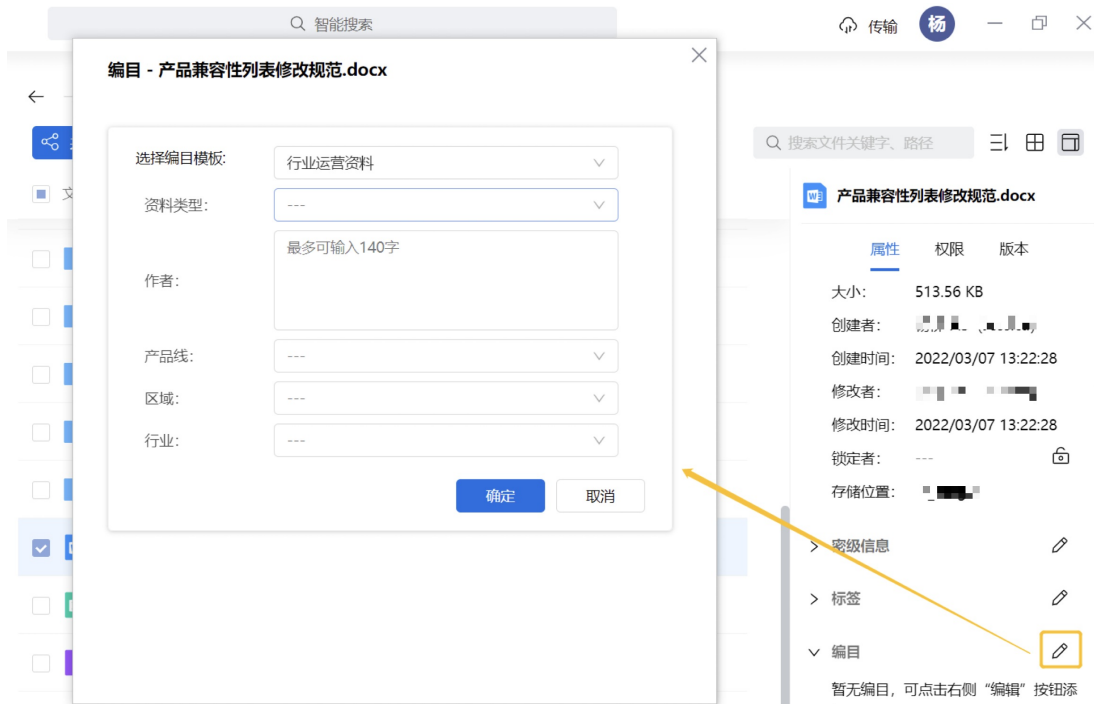 智能搜索
传输
杨
编目 - 产品兼容性列表修改规范.docx
选择编目模板:
行业运营资料
资料类型:
---
作者:
最多可输入140字
产品线:
---
区域:
---
行业:
---
确定
取消
文
搜索文件关键字、路径
产品兼容性列表修改规范.docx
属性
权限
版本
大小:
513.56 KB
创建者:
创建时间:
2022/03/07 13:22:28
修改者:
修改时间:
2022/03/07 13:22:28
锁定者:
---
存储位置:
密级信息
标签
编目
暂无编目，可点击右侧“编辑”按钮添